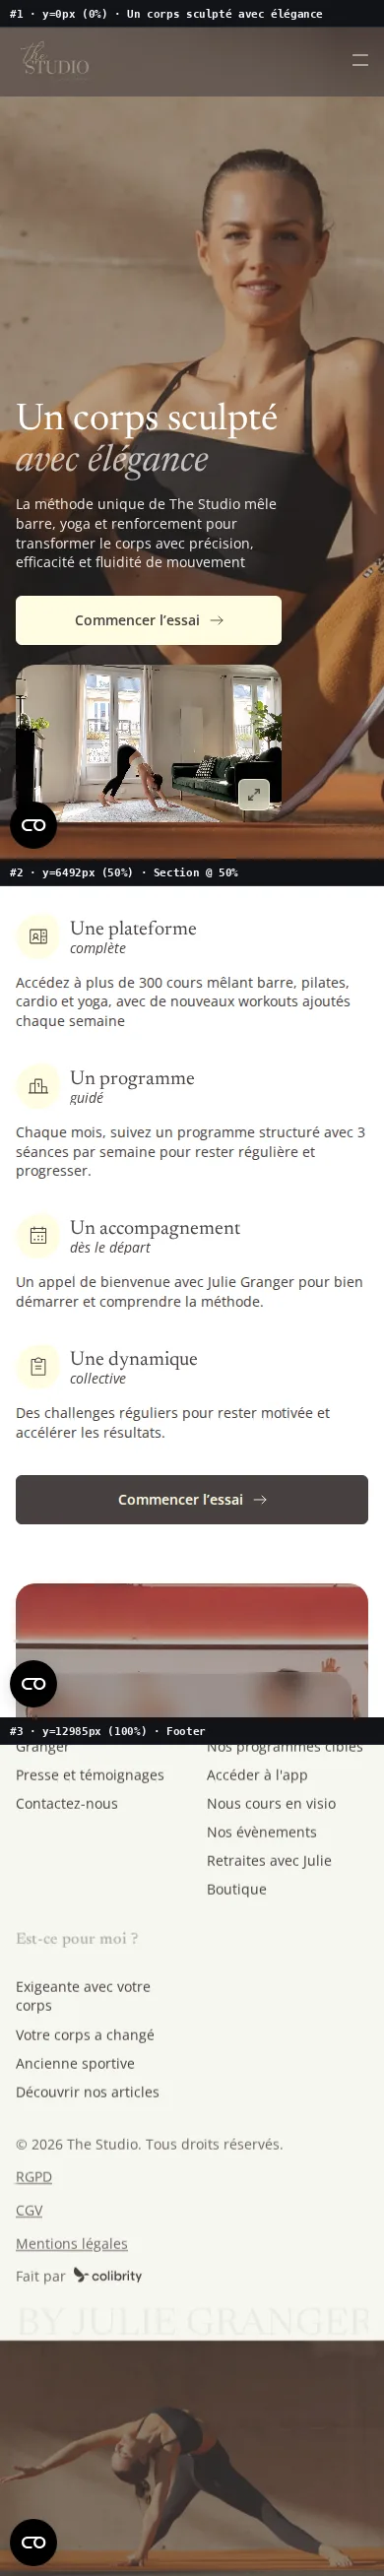 #1 · y=0px (0%) · Un corps sculpté avec élégance
the
STUDIO
Un corps sculpté
avec élégance
La méthode unique de The Studio mêle
barre, yoga et renforcement pour
transformer le corps avec précision,
efficacité et fluidité de mouvement
Commencer l’essai
#2 · y=6492px (50%) · Section @ 50%
Une plateforme
complète
Accédez à plus de 300 cours mêlant barre, pilates,
cardio et yoga, avec de nouveaux workouts ajoutés
chaque semaine
Un programme
guidé
Chaque mois, suivez un programme structuré avec 3
séances par semaine pour rester régulière et
progresser.
Un accompagnement
dès le départ
Un appel de bienvenue avec Julie Granger pour bien
démarrer et comprendre la méthode.
Une dynamique
collective
Des challenges réguliers pour rester motivée et
accélérer les résultats.
Commencer l’essai
#3 · y=12985px (100%) · Footer
Granger
Presse et témoignages
Contactez-nous
Nos programmes ciblés
Accéder à l'app
Nous cours en visio
Nos évènements
Retraites avec Julie
Boutique
Est-ce pour moi ?
Exigeante avec votre
corps
Votre corps a changé
Ancienne sportive
Découvrir nos articles
© 2026 The Studio. Tous droits réservés.
RGPD
CGV
Mentions légales
Fait par colibrity
BY JULIE GRANGER